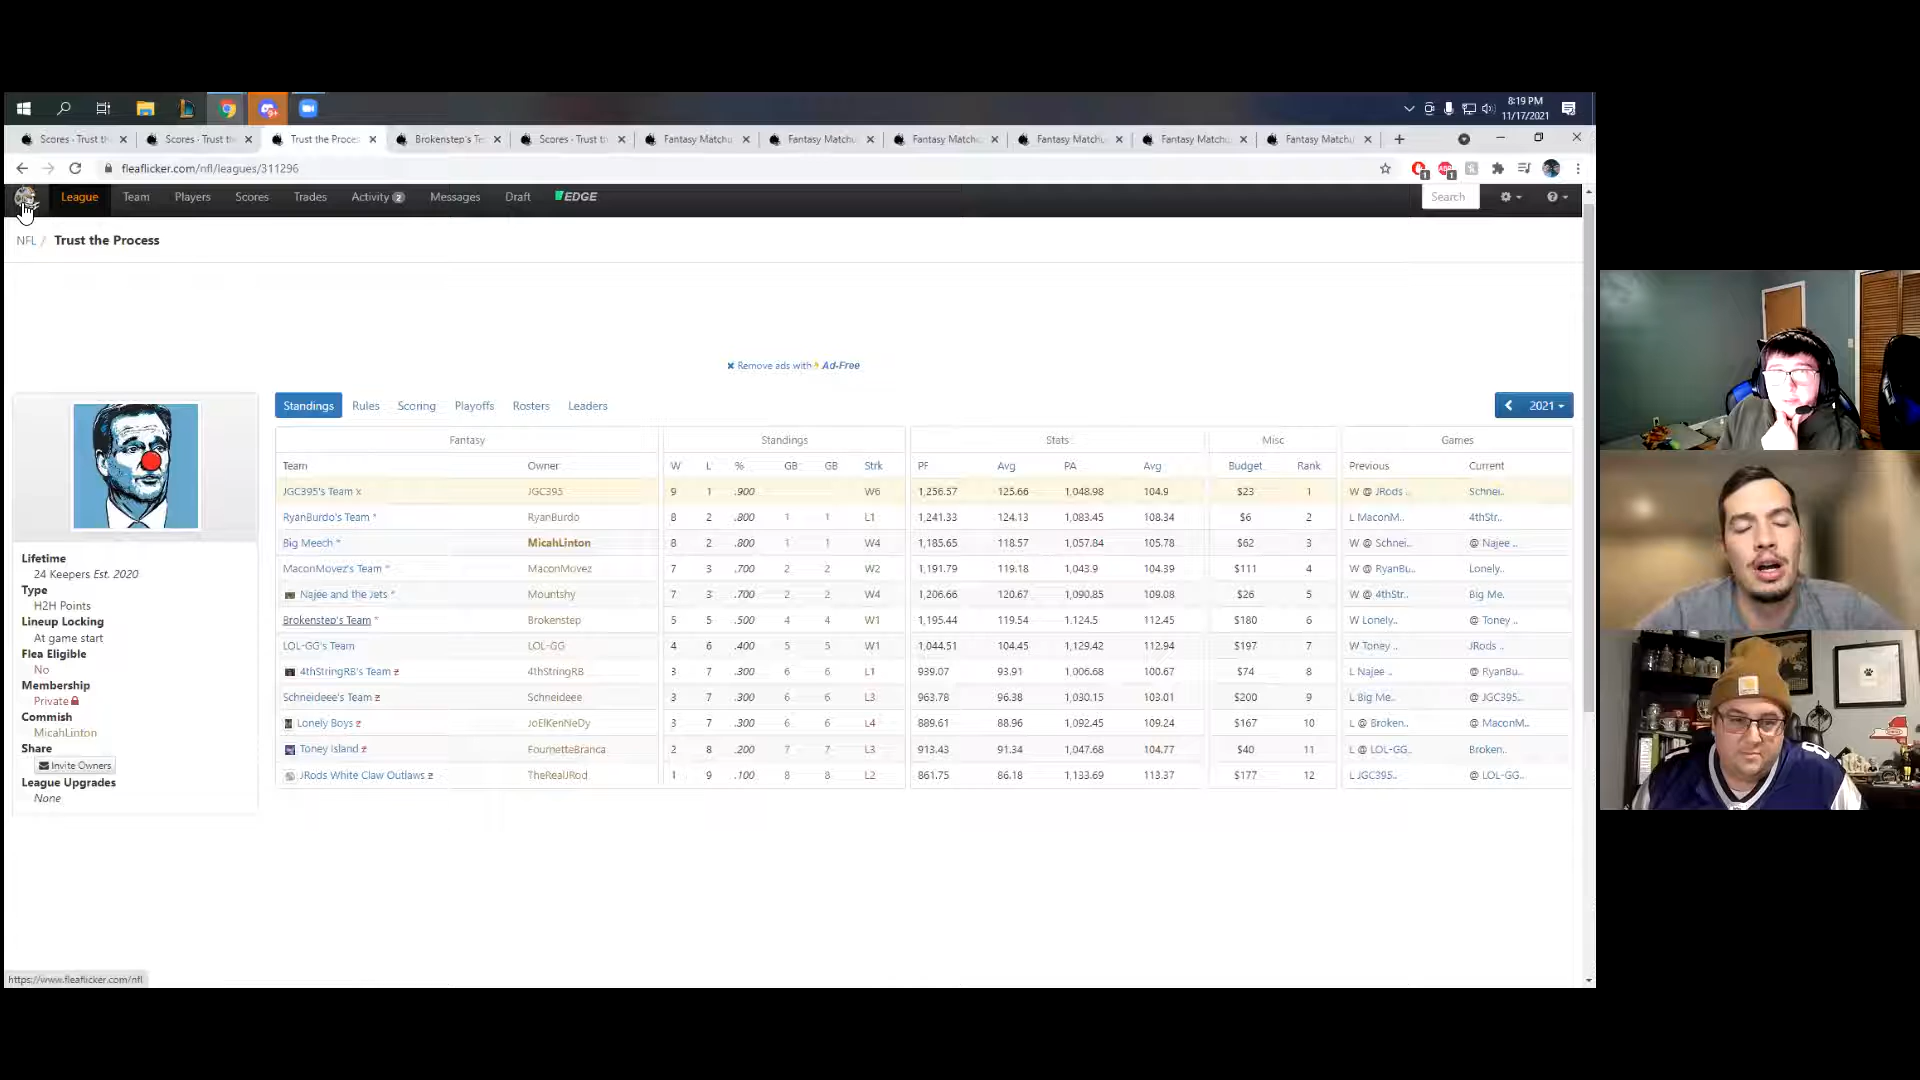 8:19 PM
11/17/2021
Scores - Trust th
Scores - Trust th
Trust the Proces
Brokenstep's Te
Scores - Trust th
Fantasy Matchu
Fantasy Matchu
Fantasy Matchu
Fantasy Matchu
Fantasy Matchu
Fantasy Matchu
fleaflicker.com/nfl/leagues/311296
League Team Players Scores Trades Activity 2 Messages Draft EDGE Search
NFL / Trust the Process
Remove ads with Ad-Free
Standings Rules Scoring Playoffs Rosters Leaders 2021
Fantasy Standings Stats Misc Games
Team Owner W L % GB GB Strk PF Avg PA Avg Budget Rank Previous Current
JGC395's Team x JGC395 9 1 .900 W6 1,256.57 125.66 1,048.98 104.9 $23 1 W @ JRods .. Schnei..
RyanBurdo's Team * RyanBurdo 8 2 .800 1 1 L1 1,241.33 124.13 1,083.45 108.34 $6 2 L MaconM.. 4thStr..
Big Meech * MicahLinton 8 2 .800 1 1 W4 1,185.65 118.57 1,057.84 105.78 $62 3 W @ Schnei.. @ Najee ..
MaconMovez's Team * MaconMovez 7 3 .700 2 2 W2 1,191.79 119.18 1,043.9 104.39 $111 4 W @ RyanBu.. Lonely..
Najee and the Jets * Mountshy 7 3 .700 2 2 W4 1,206.66 120.67 1,090.85 109.08 $26 5 W @ 4thStr.. Big Me..
Brokenstep's Team * Brokenstep 5 5 .500 4 4 W1 1,195.44 119.54 1,124.5 112.45 $180 6 W Lonely.. @ Toney ..
LOL-GG's Team LOL-GG 4 6 .400 5 5 W1 1,044.51 104.45 1,129.42 112.94 $197 7 W Toney .. JRods ..
4thStringRB's Team z 4thStringRB 3 7 .300 6 6 L1 939.07 93.91 1,006.68 100.67 $74 8 L Najee .. @ RyanBu..
Schneideee's Team z Schneideee 3 7 .300 6 6 L3 963.78 96.38 1,030.15 103.01 $200 9 L Big Me.. @ JGC395..
Lonely Boys z JoElKenNeDy 3 7 .300 6 6 L4 889.61 88.96 1,092.45 109.24 $167 10 L @ Broken.. @ MaconM..
Toney Island z FournetteBranca 2 8 .200 7 7 L3 913.43 91.34 1,047.68 104.77 $40 11 L @ LOL-GG.. Broken..
JRods White Claw Outlaws z TheRealJRod 1 9 .100 8 8 L2 861.75 86.18 1,133.69 113.37 $177 12 L JGC395.. @ LOL-GG..
Lifetime
24 Keepers Est. 2020
Type
H2H Points
Lineup Locking
At game start
Flea Eligible
No
Membership
Private
Commish
MicahLinton
Share
Invite Owners
League Upgrades
None
https://www.fleaflicker.com/nfl